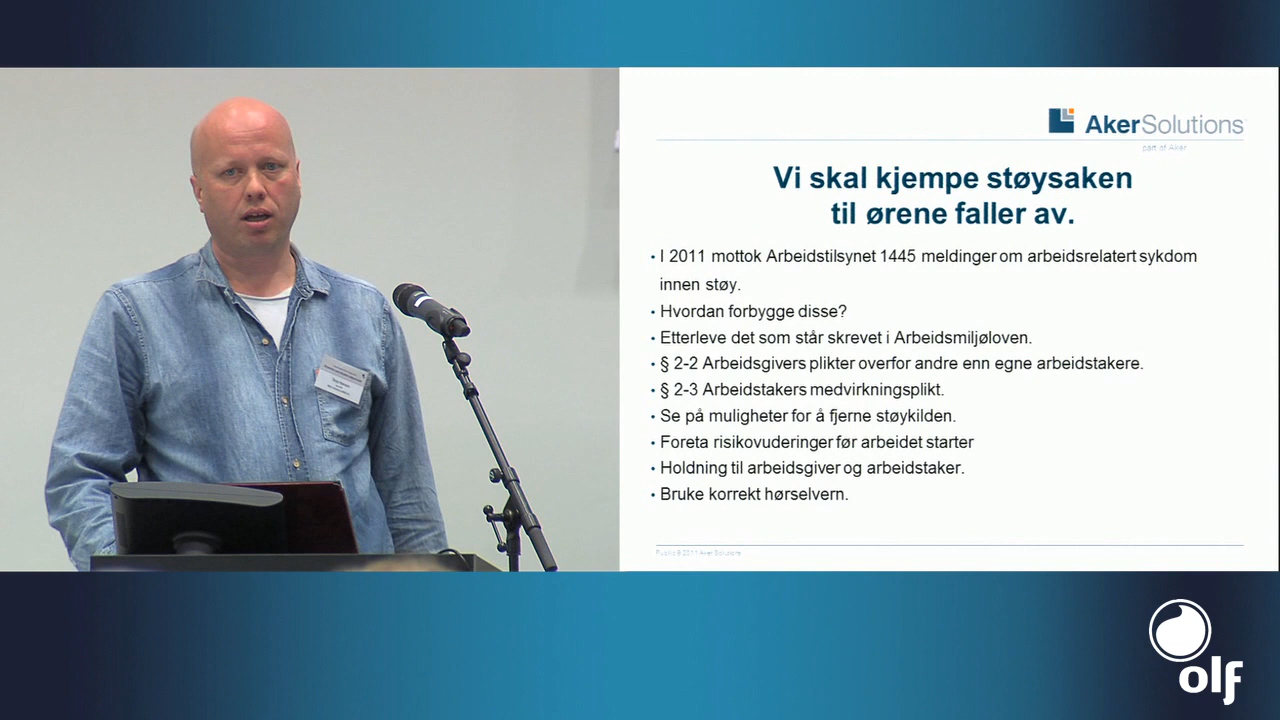 AkerSolutions
part of Aker
Vi skal kjempe støysaken
til ørene faller av.
• I 2011 mottok Arbeidstilsynet 1445 meldinger om arbeidsrelatert sykdom
innen støy.
• Hvordan forbygge disse?
• Etterleve det som står skrevet i Arbeidsmiljøloven.
• § 2-2 Arbeidsgivers plikter overfor andre enn egne arbeidstakere.
• § 2-3 Arbeidstakers medvirkningsplikt.
• Se på muligheter for å fjerne støykilden.
• Foreta risikovuderinger før arbeidet starter
• Holdning til arbeidsgiver og arbeidstaker.
• Bruke korrekt hørselvern.
© 2011 Aker Solutions
olf